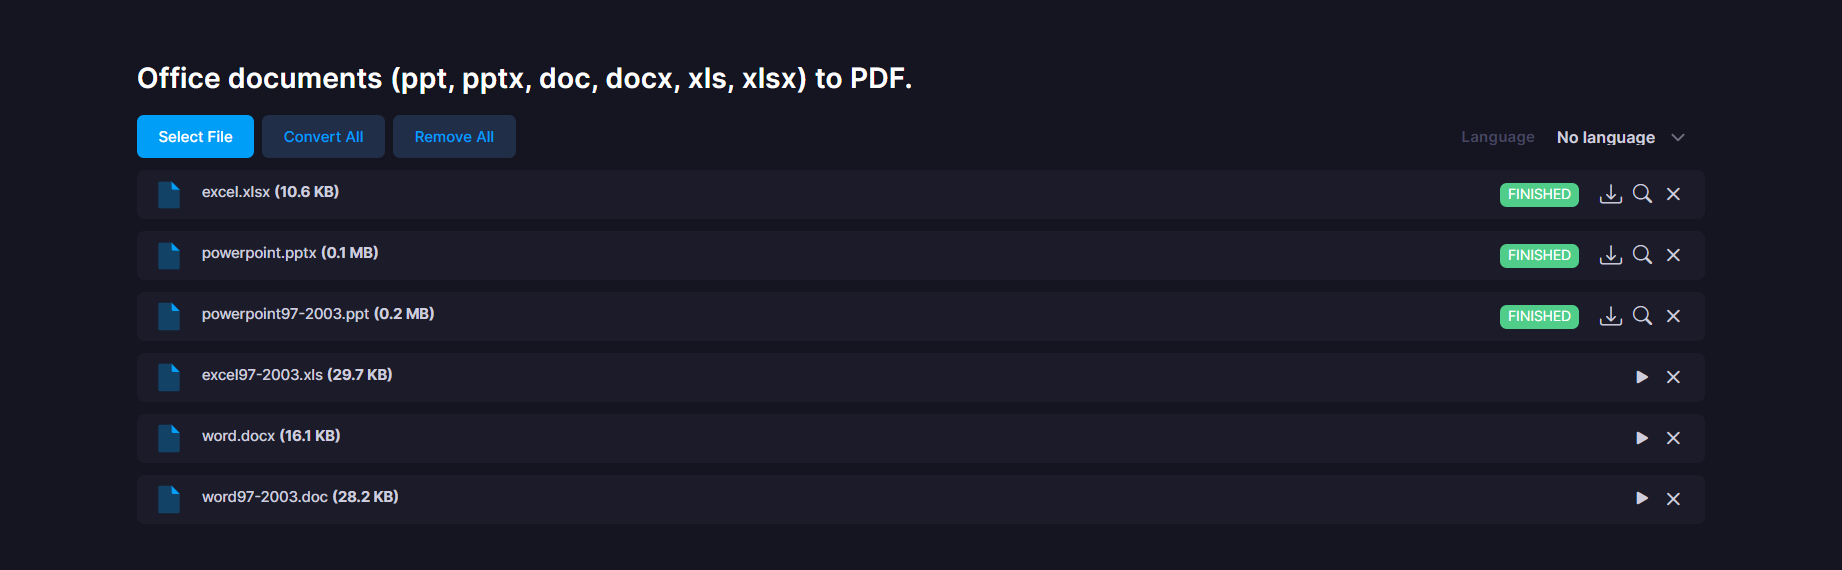 Office documents (ppt, pptx, doc, docx, xls, xlsx) to PDF.
Select File Convert All Remove All Language No language
excel.xlsx (10.6 KB) FINISHED
powerpoint.pptx (0.1 MB) FINISHED
powerpoint97-2003.ppt (0.2 MB) FINISHED
excel97-2003.xls (29.7 KB)
word.docx (16.1 KB)
word97-2003.doc (28.2 KB)